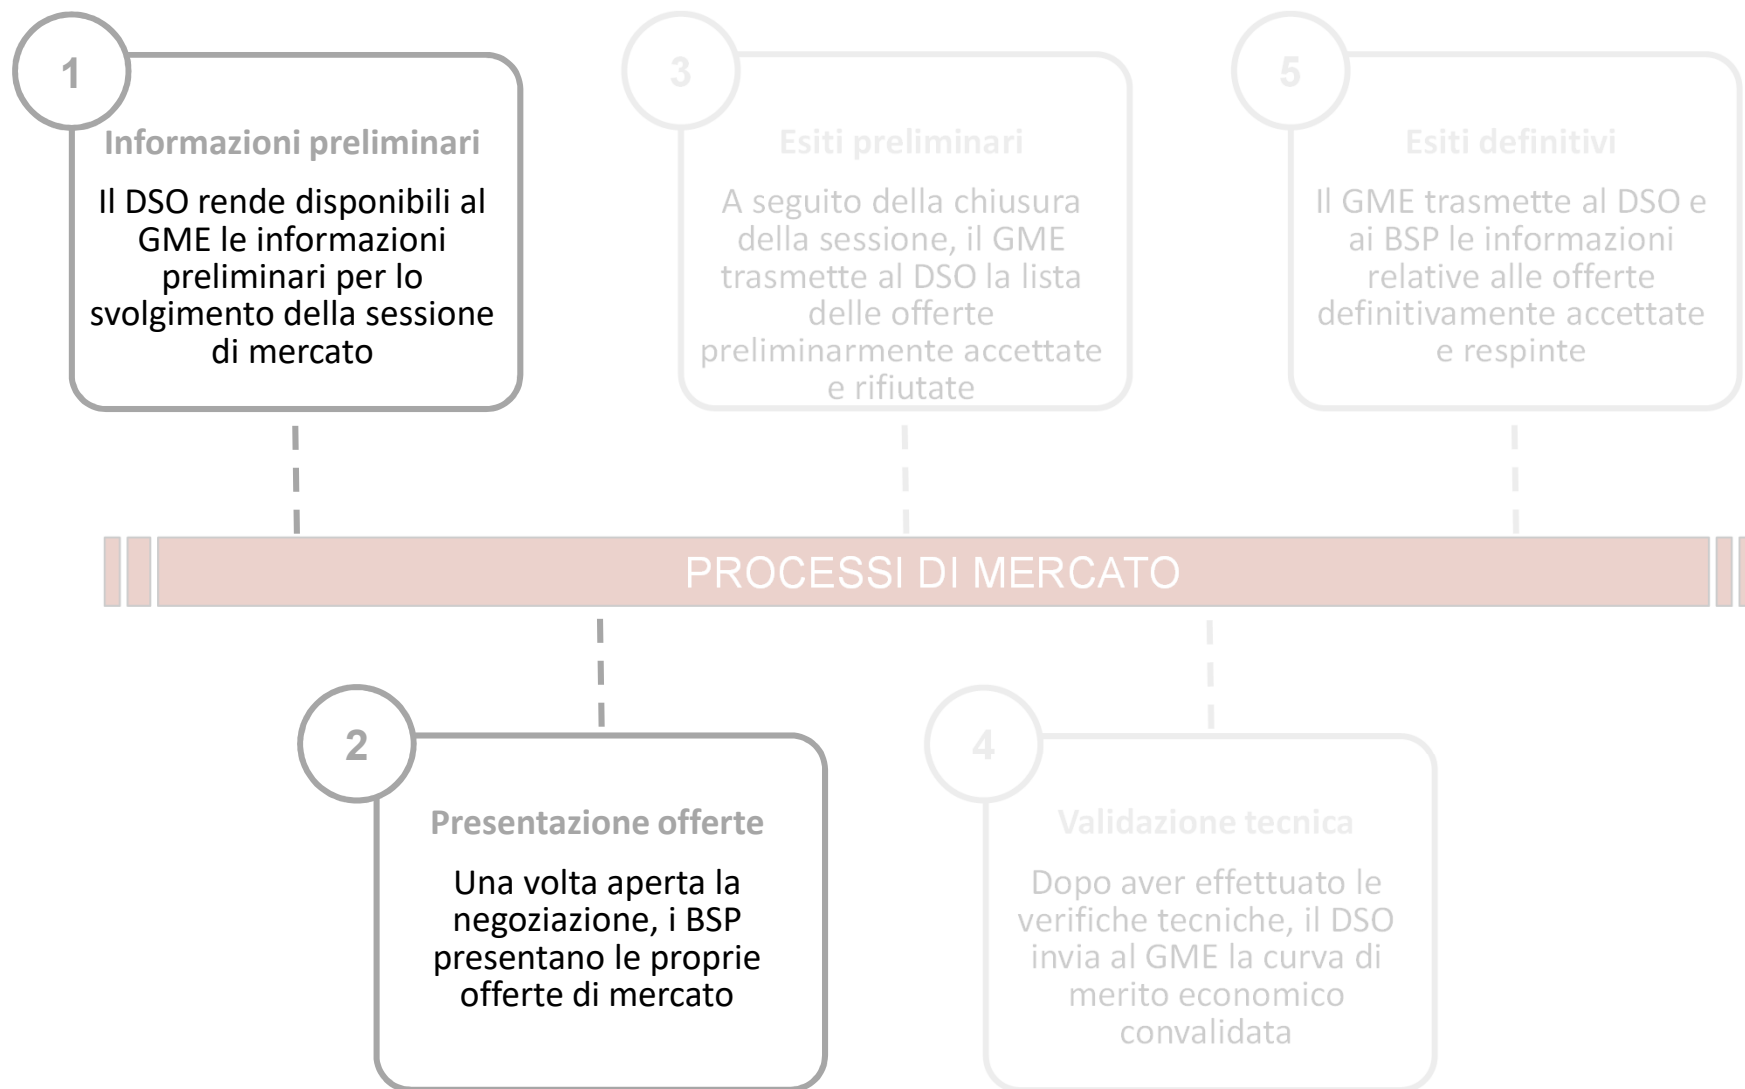 1
Informazioni preliminari
Il DSO rende disponibili al
GME le informazioni
preliminari per lo
svolgimento della sessione
di mercato
3
Esiti preliminari
A seguito della chiusura
della sessione, il GME
trasmette al DSO la lista
delle offerte
preliminarmente accettate
e rifiutate
5
Esiti definitivi
Il GME trasmette al DSO e
ai BSP le informazioni
relative alle offerte
definitivamente accettate
e respinte
PROCESSI DI MERCATO
2
Presentazione offerte
Una volta aperta la
negoziazione, i BSP
presentano le proprie
offerte di mercato
4
Validazione tecnica
Dopo aver effettuato le
verifiche tecniche, il DSO
invia al GME la curva di
merito economico
convalidata